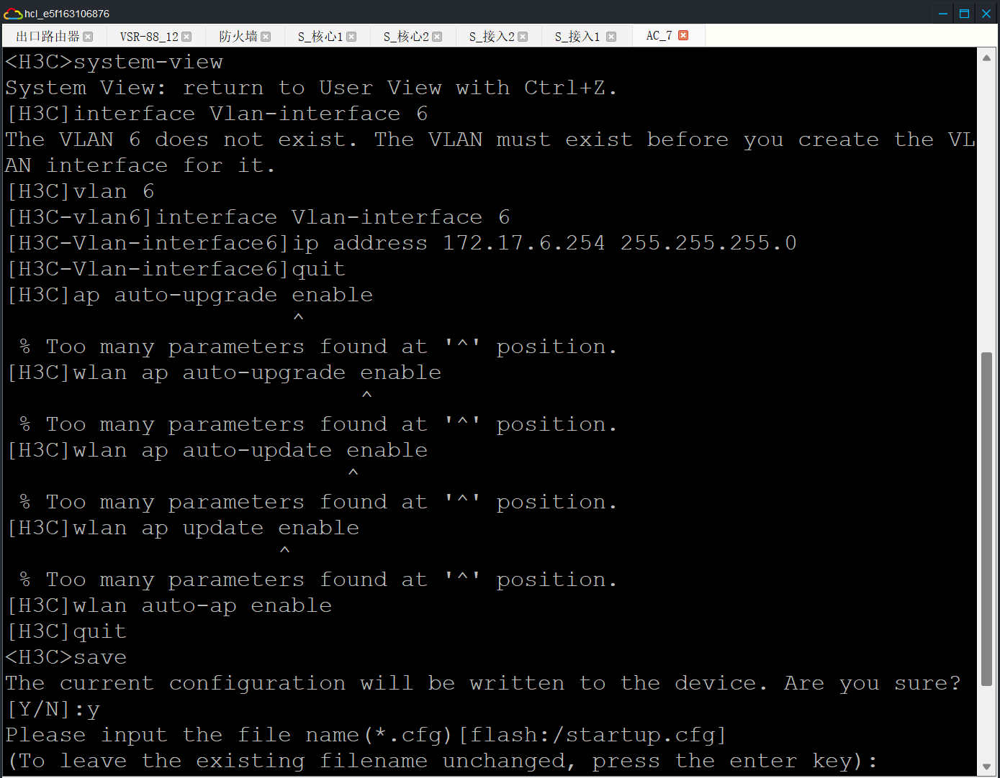 hcl_e5f163106876
出口路由器 VSR-88_12 防火墙 S_核心1 S_核心2 S_接入2 S_接入1 AC_7
<H3C>system-view
System View: return to User View with Ctrl+Z.
[H3C]interface Vlan-interface 6
The VLAN 6 does not exist. The VLAN must exist before you create the VL
AN interface for it.
[H3C]vlan 6
[H3C-vlan6]interface Vlan-interface 6
[H3C-Vlan-interface6]ip address 172.17.6.254 255.255.255.0
[H3C-Vlan-interface6]quit
[H3C]ap auto-upgrade enable
^
% Too many parameters found at '^' position.
[H3C]wlan ap auto-upgrade enable
^
% Too many parameters found at '^' position.
[H3C]wlan ap auto-update enable
^
% Too many parameters found at '^' position.
[H3C]wlan ap update enable
^
% Too many parameters found at '^' position.
[H3C]wlan auto-ap enable
[H3C]quit
<H3C>save
The current configuration will be written to the device. Are you sure?
[Y/N]:y
Please input the file name(*.cfg)[flash:/startup.cfg]
(To leave the existing filename unchanged, press the enter key):